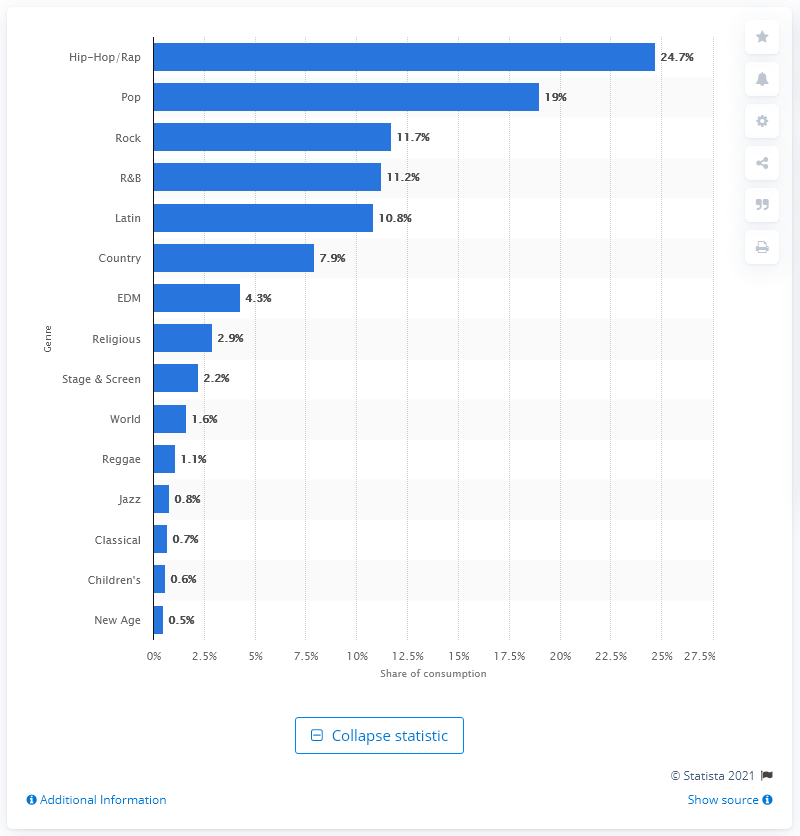 Hip-Hop/Rap 24.7%
Pop 19%
Rock 11.7%
R&B 11.2%
Latin 10.8%
Country 7.9%
EDM 4.3%
Genre
Religious 2.9%
Stage & Screen 2.2%
World 1.6%
Reggae 1.1%
Jazz 0.8%
Classical 0.7%
Children's 0.6%
New Age 0.5%
0% 2.5% 5% 7.5% 10% 12.5% 15% 17.5% 20% 22.5% 25% 27.5%
Share of consumption
Collapse statistic
© Statista 2021
Additional Information Show source